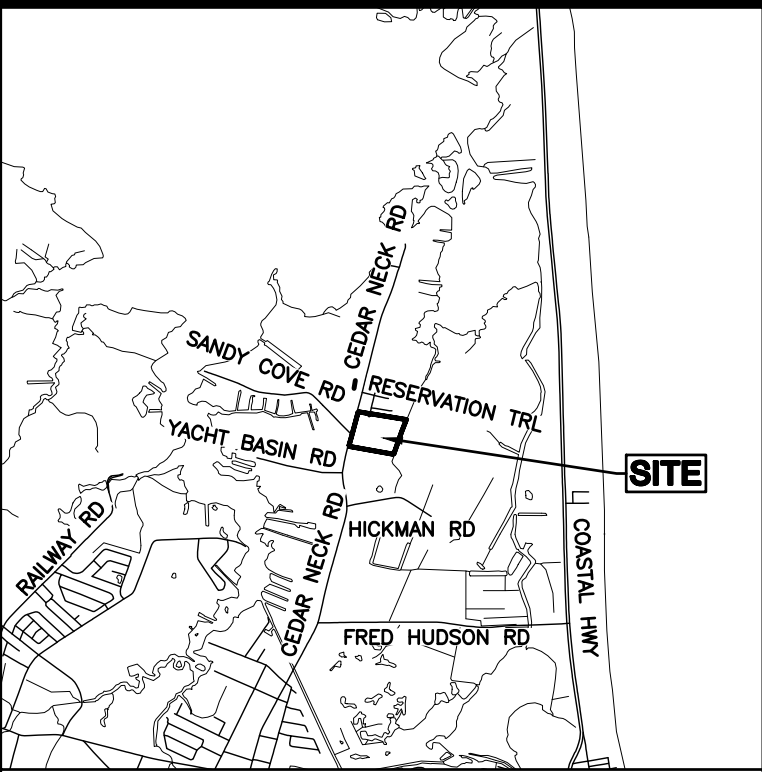 CEDAR NECK RD
SANDY COVE RD
RESERVATION TRL
YACHT BASIN RD
SITE
RAILWAY RD
CEDAR NECK RD
HICKMAN RD
COASTAL HWY
FRED HUDSON RD